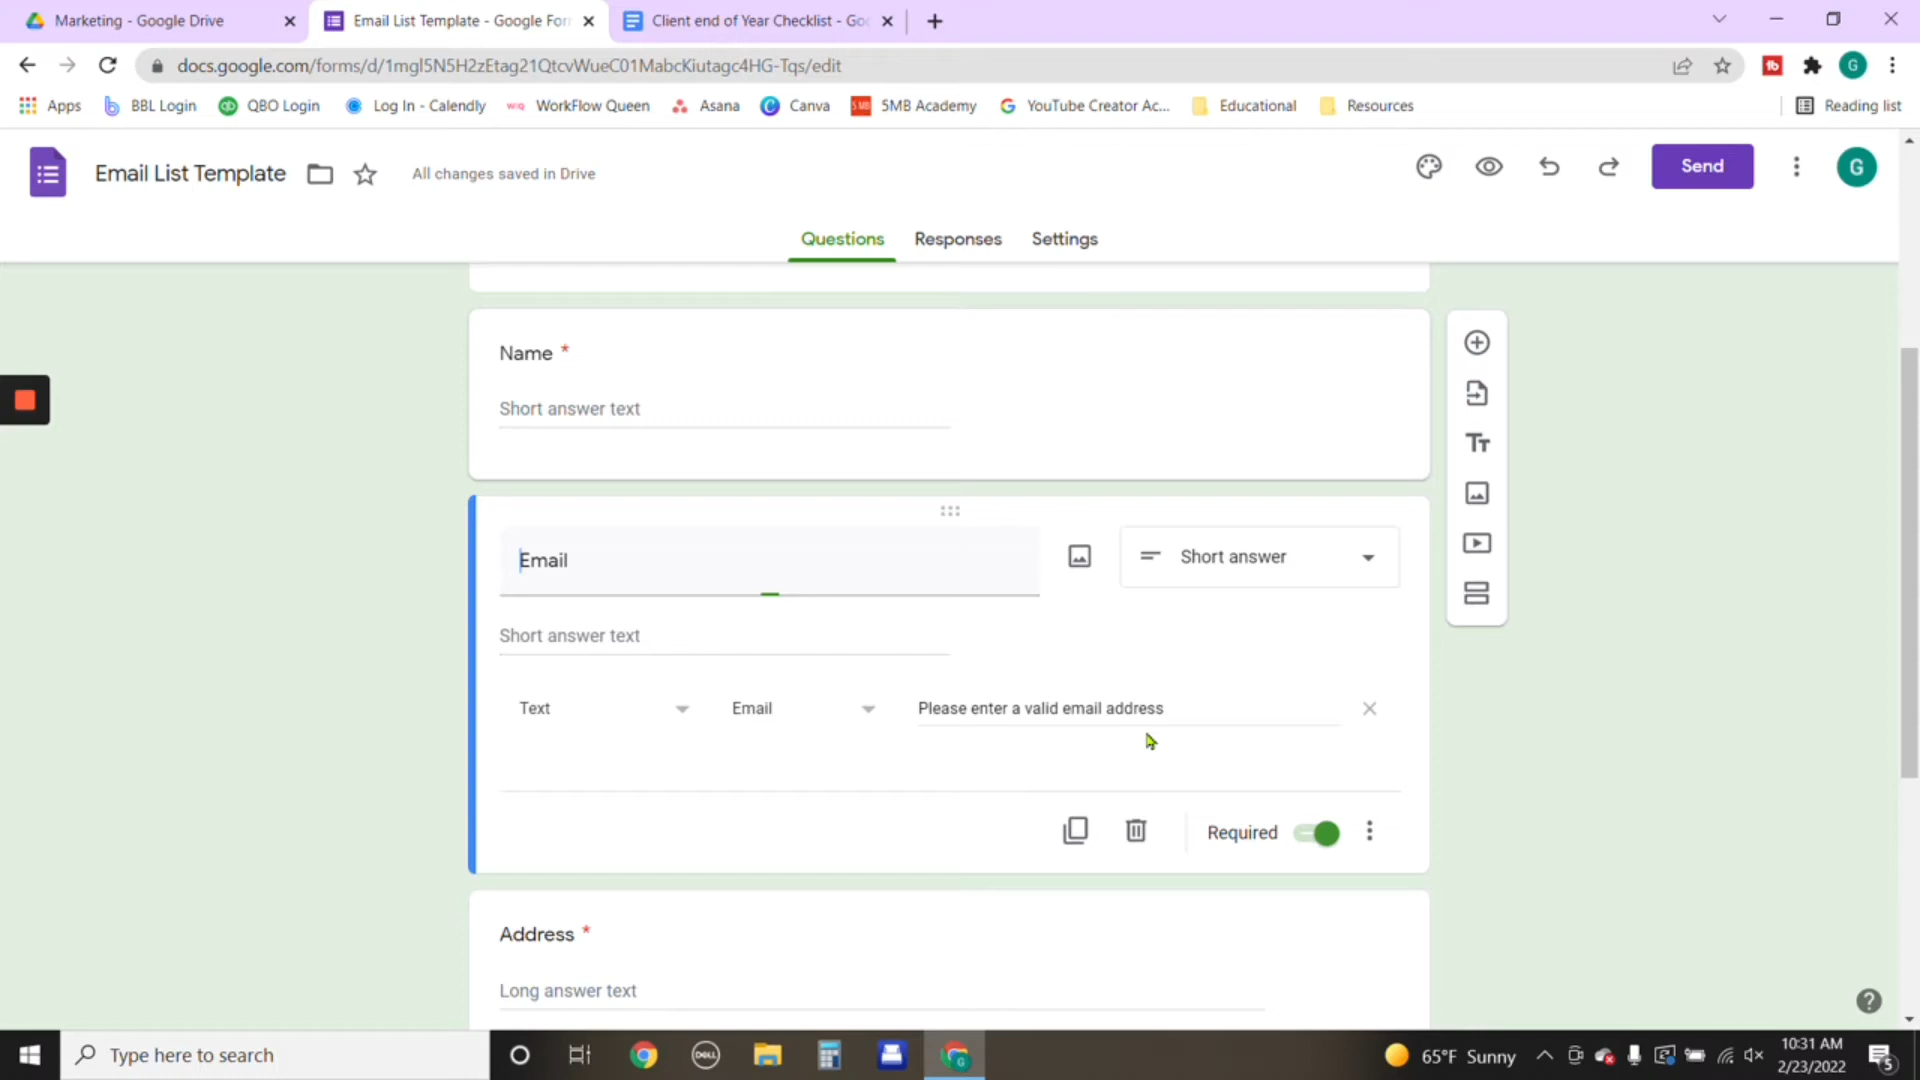 Marketing - Google Drive
Email List Template - Google For
Client end of Year Checklist - Goo
docs.google.com/forms/d/1mgl5N5H2zEtag21QtcvWueC01MabcKiutagc4HG-Tqs/edit
Apps
BBL Login
QBO Login
Log In - Calendly
WorkFlow Queen
Asana
Canva
5MB Academy
YouTube Creator Ac...
Educational
Resources
Reading list
Email List Template
All changes saved in Drive
Send
G
Questions
Responses
Settings
Name *
Short answer text
Email
Short answer
Short answer text
Text
Email
Please enter a valid email address
Required
Address *
Long answer text
Type here to search
65°F Sunny
10:31 AM
2/23/2022
5